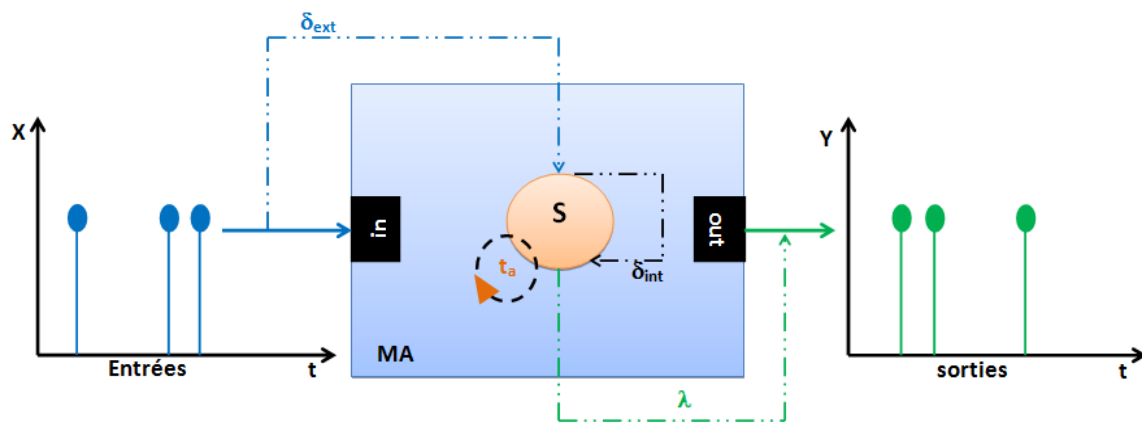 δext
X
Y
in
S
out
ta
δint
MA
Entrées
t
sorties
t
λ